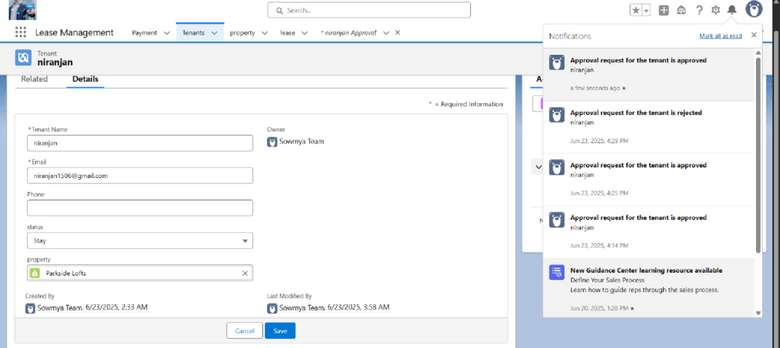 Search...
Lease Management
Payment
Tenants
property
lease
* niranjan Approval
Tenant
niranjan
Related
Details
* = Required Information
*Tenant Name
niranjan
Owner
Sowmya Team
*Email
niranjan1506@gmail.com
Phone
status
Stay
property
Parkside Lofts
Created By
Sowmya Team, 6/23/2025, 2:33 AM
Last Modified By
Sowmya Team, 6/23/2025, 3:58 AM
Cancel
Save
Notifications
Mark all as read
Approval request for the tenant is approved
niranjan
a few seconds ago
Approval request for the tenant is rejected
niranjan
Jun 23, 2025, 4:29 PM
Approval request for the tenant is approved
niranjan
Jun 23, 2025, 4:25 PM
Approval request for the tenant is approved
niranjan
Jun 23, 2025, 4:14 PM
New Guidance Center learning resource available
Define Your Sales Process
Learn how to guide reps through the sales process.
Jun 20, 2025, 1:20 PM